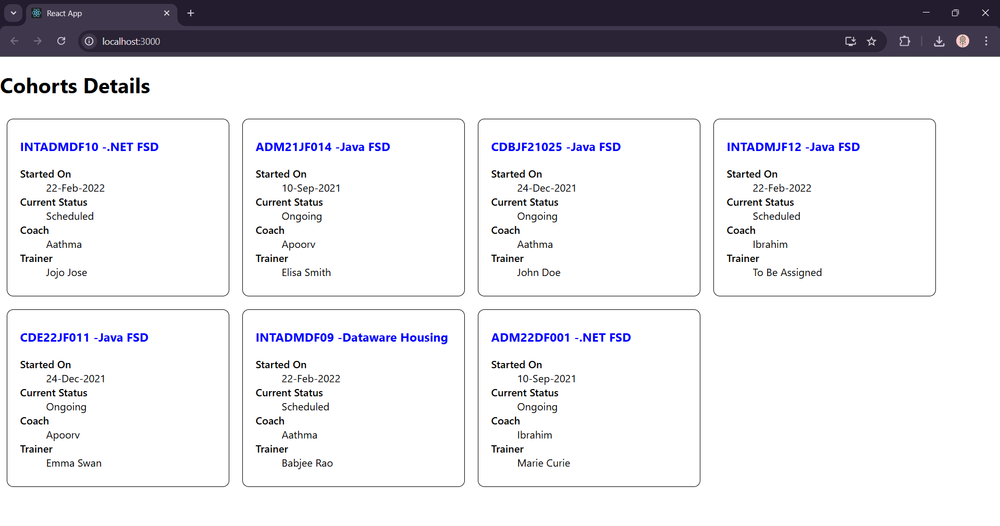 React App
localhost:3000
Cohorts Details
INTADMDF10 -.NET FSD
Started On
22-Feb-2022
Current Status
Scheduled
Coach
Aathma
Trainer
Jojo Jose
ADM21JF014 -Java FSD
Started On
10-Sep-2021
Current Status
Ongoing
Coach
Apoorv
Trainer
Elisa Smith
CDBJF21025 -Java FSD
Started On
24-Dec-2021
Current Status
Ongoing
Coach
Aathma
Trainer
John Doe
INTADMJF12 -Java FSD
Started On
22-Feb-2022
Current Status
Scheduled
Coach
Ibrahim
Trainer
To Be Assigned
CDE22JF011 -Java FSD
Started On
24-Dec-2021
Current Status
Ongoing
Coach
Apoorv
Trainer
Emma Swan
INTADMDF09 -Dataware Housing
Started On
22-Feb-2022
Current Status
Scheduled
Coach
Aathma
Trainer
Babjee Rao
ADM22DF001 -.NET FSD
Started On
10-Sep-2021
Current Status
Ongoing
Coach
Ibrahim
Trainer
Marie Curie